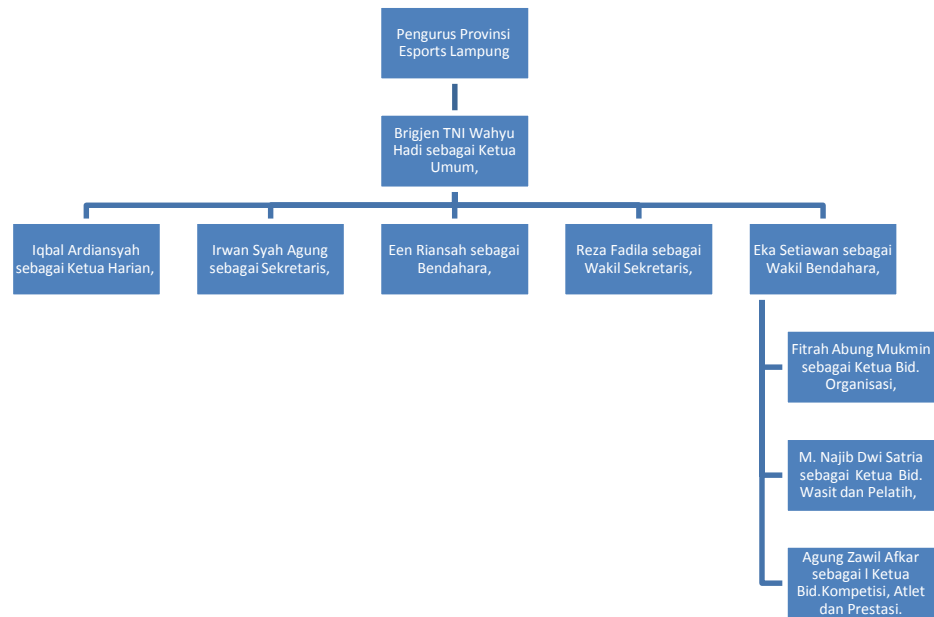 Pengurus Provinsi
Esports Lampung
Brigjen TNI Wahyu
Hadi sebagai Ketua
Umum,
Iqbal Ardiansyah
sebagai Ketua Harian,
Irwan Syah Agung
sebagai Sekretaris,
Een Riansah sebagai
Bendahara,
Reza Fadila sebagai
Wakil Sekretaris,
Eka Setiawan sebagai
Wakil Bendahara,
Fitrah Abung Mukmin
sebagai Ketua Bid.
Organisasi,
M. Najib Dwi Satria
sebagai Ketua Bid.
Wasit dan Pelatih,
Agung Zawil Afkar
sebagai l Ketua
Bid.Kompetisi, Atlet
dan Prestasi.